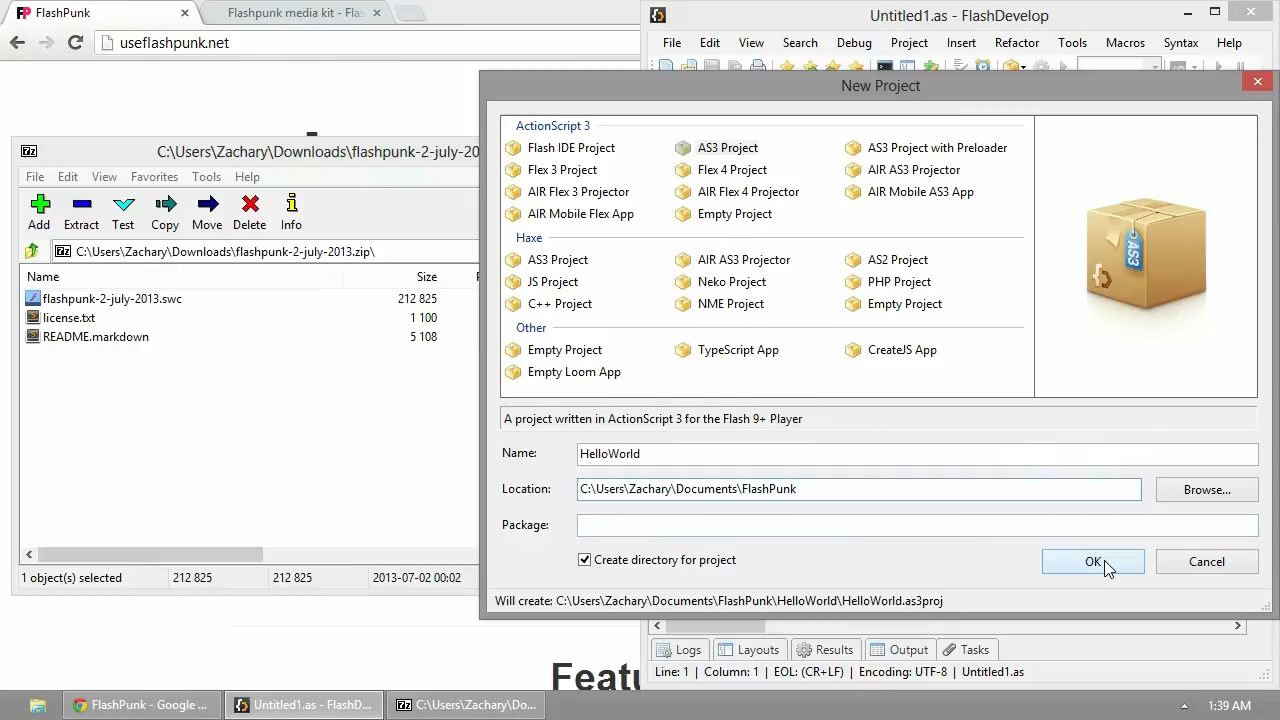 FlashPunk
Flashpunk media kit - Fla
useflashpunk.net
Untitled1.as - FlashDevelop
File Edit View Search Debug Project Insert Refactor Tools Macros Syntax Help
New Project
ActionScript 3
Flash IDE Project AS3 Project AS3 Project with Preloader
Flex 3 Project Flex 4 Project AIR AS3 Projector
AIR Flex 3 Projector AIR Flex 4 Projector AIR Mobile AS3 App
AIR Mobile Flex App Empty Project
Haxe
AS3 Project AIR AS3 Projector AS2 Project
JS Project Neko Project PHP Project
C++ Project NME Project Empty Project
Other
Empty Project TypeScript App CreateJS App
Empty Loom App
AS3
A project written in ActionScript 3 for the Flash 9+ Player
Name: HelloWorld
Location: C:\Users\Zachary\Documents\FlashPunk Browse...
Package:
Create directory for project OK Cancel
Will create: C:\Users\Zachary\Documents\FlashPunk\HelloWorld\HelloWorld.as3proj
C:\Users\Zachary\Downloads\flashpunk-2-july-20
File Edit View Favorites Tools Help
Add Extract Test Copy Move Delete Info
C:\Users\Zachary\Downloads\flashpunk-2-july-2013.zip\
Name Size
flashpunk-2-july-2013.swc 212 825
license.txt 1 100
README.markdown 5 108
1 object(s) selected 212 825 212 825 2013-07-02 00:02
Featu
Logs Layouts Results Output Tasks
Line: 1 | Column: 1 | EOL: (CR+LF) | Encoding: UTF-8 | Untitled1.as
FlashPunk - Google ... Untitled1.as - FlashD... C:\Users\Zachary\Do... 1:39 AM